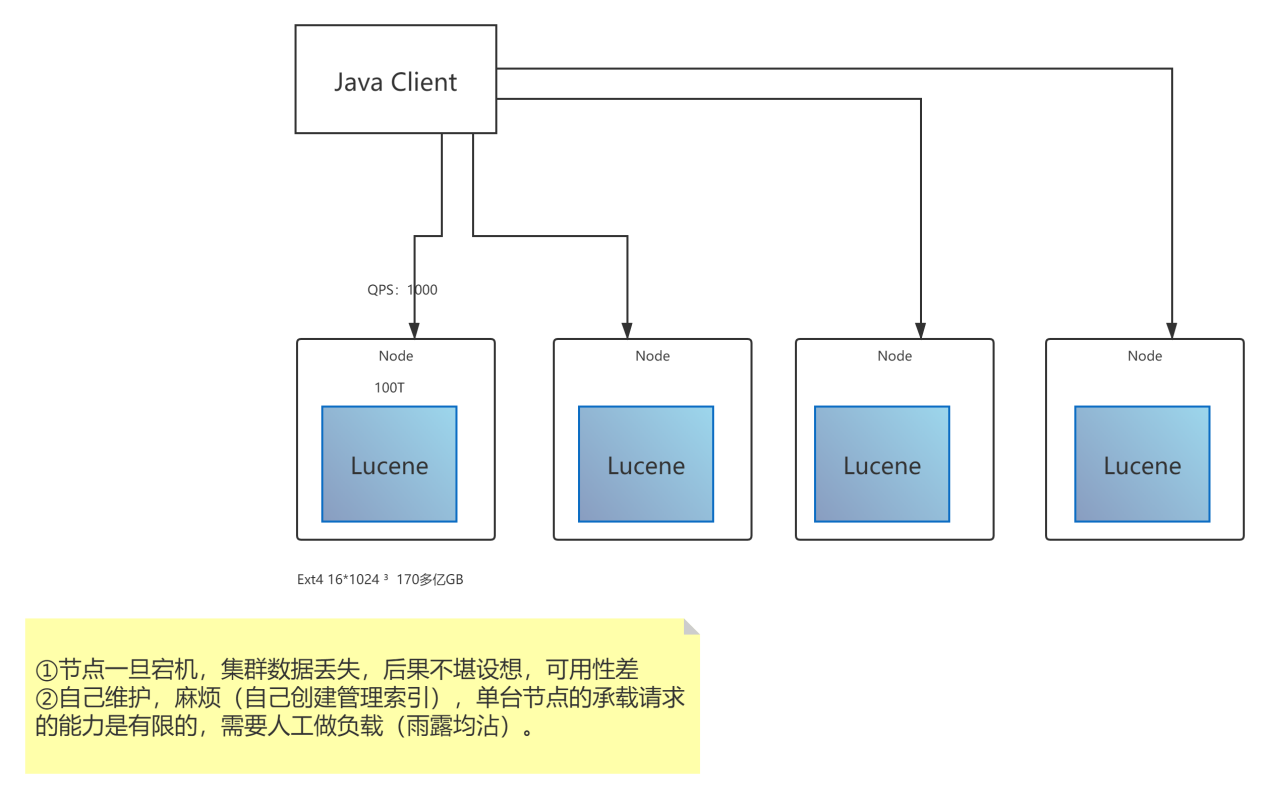 Java Client
QPS：1000
Node
Node
Node
Node
100T
Lucene
Lucene
Lucene
Lucene
Ext4 16*1024 ³ 170多亿GB
①节点一旦宕机，集群数据丢失，后果不堪设想，可用性差
②自己维护，麻烦（自己创建管理索引），单台节点的承载请求
的能力是有限的，需要人工做负载（雨露均沾）。